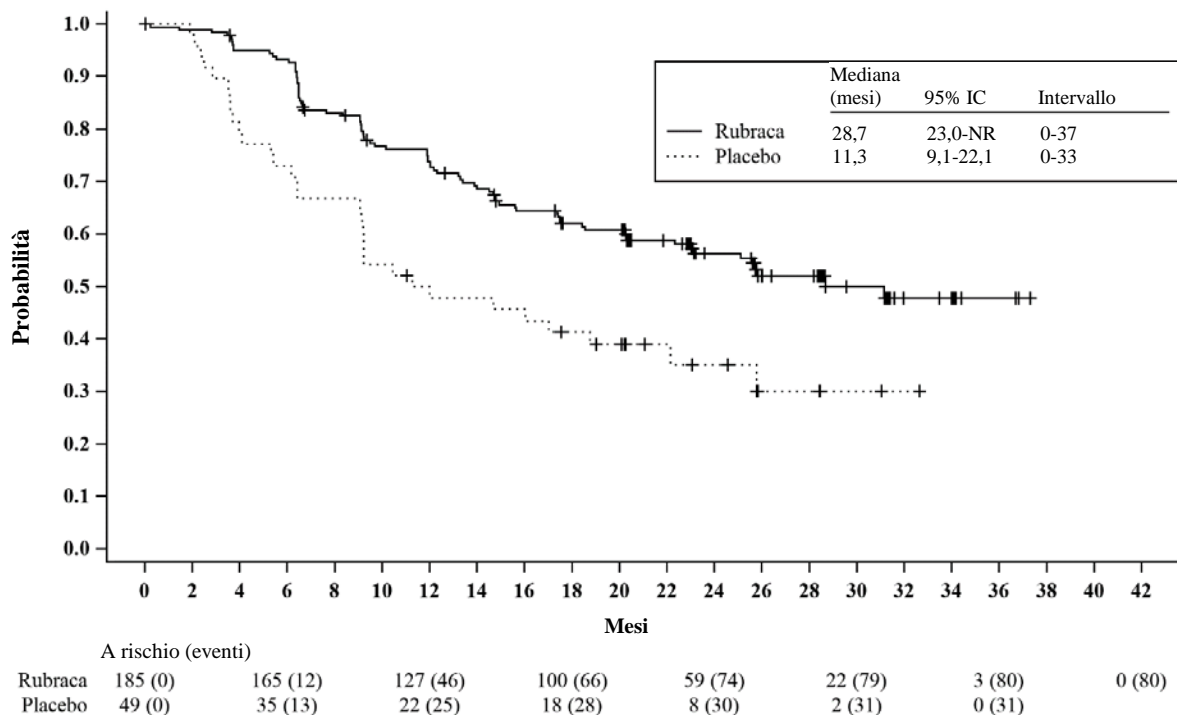 Mediana
(mesi) 95% IC Intervallo
Rubraca 28,7 23,0-NR 0-37
Placebo 11,3 9,1-22,1 0-33
Probabilità
1.0
0.9
0.8
0.7
0.6
0.5
0.4
0.3
0.2
0.1
0.0
0 2 4 6 8 10 12 14 16 18 20 22 24 26 28 30 32 34 36 38 40 42
Mesi
A rischio (eventi)
Rubraca 185 (0) 165 (12) 127 (46) 100 (66) 59 (74) 22 (79) 3 (80) 0 (80)
Placebo 49 (0) 35 (13) 22 (25) 18 (28) 8 (30) 2 (31) 0 (31)